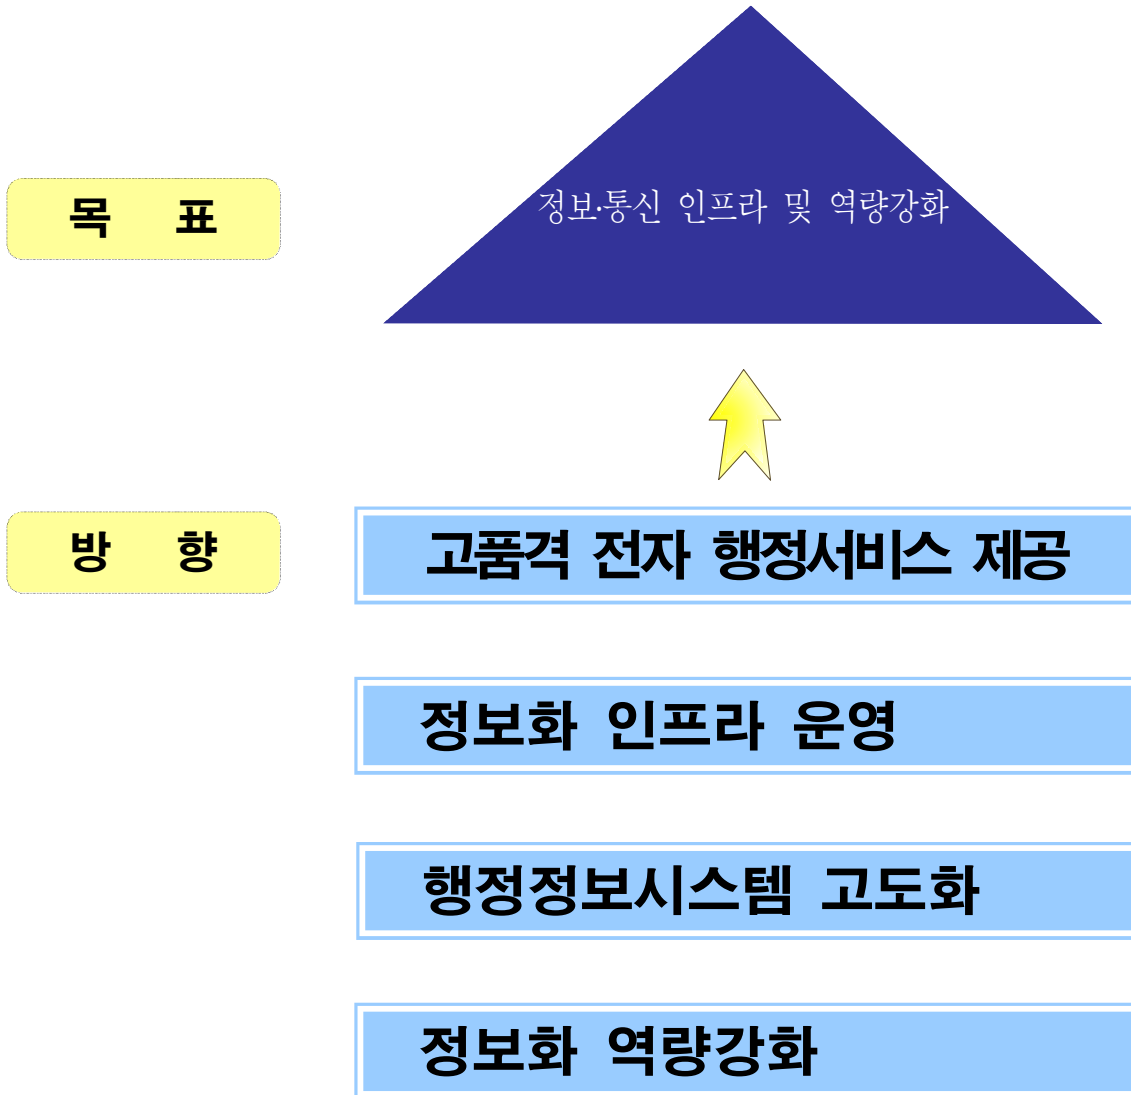 정보·통신 인프라 및 역량강화
목 표
방 향
고품격 전자 행정서비스 제공
정보화 인프라 운영
행정정보시스템 고도화
정보화 역량강화